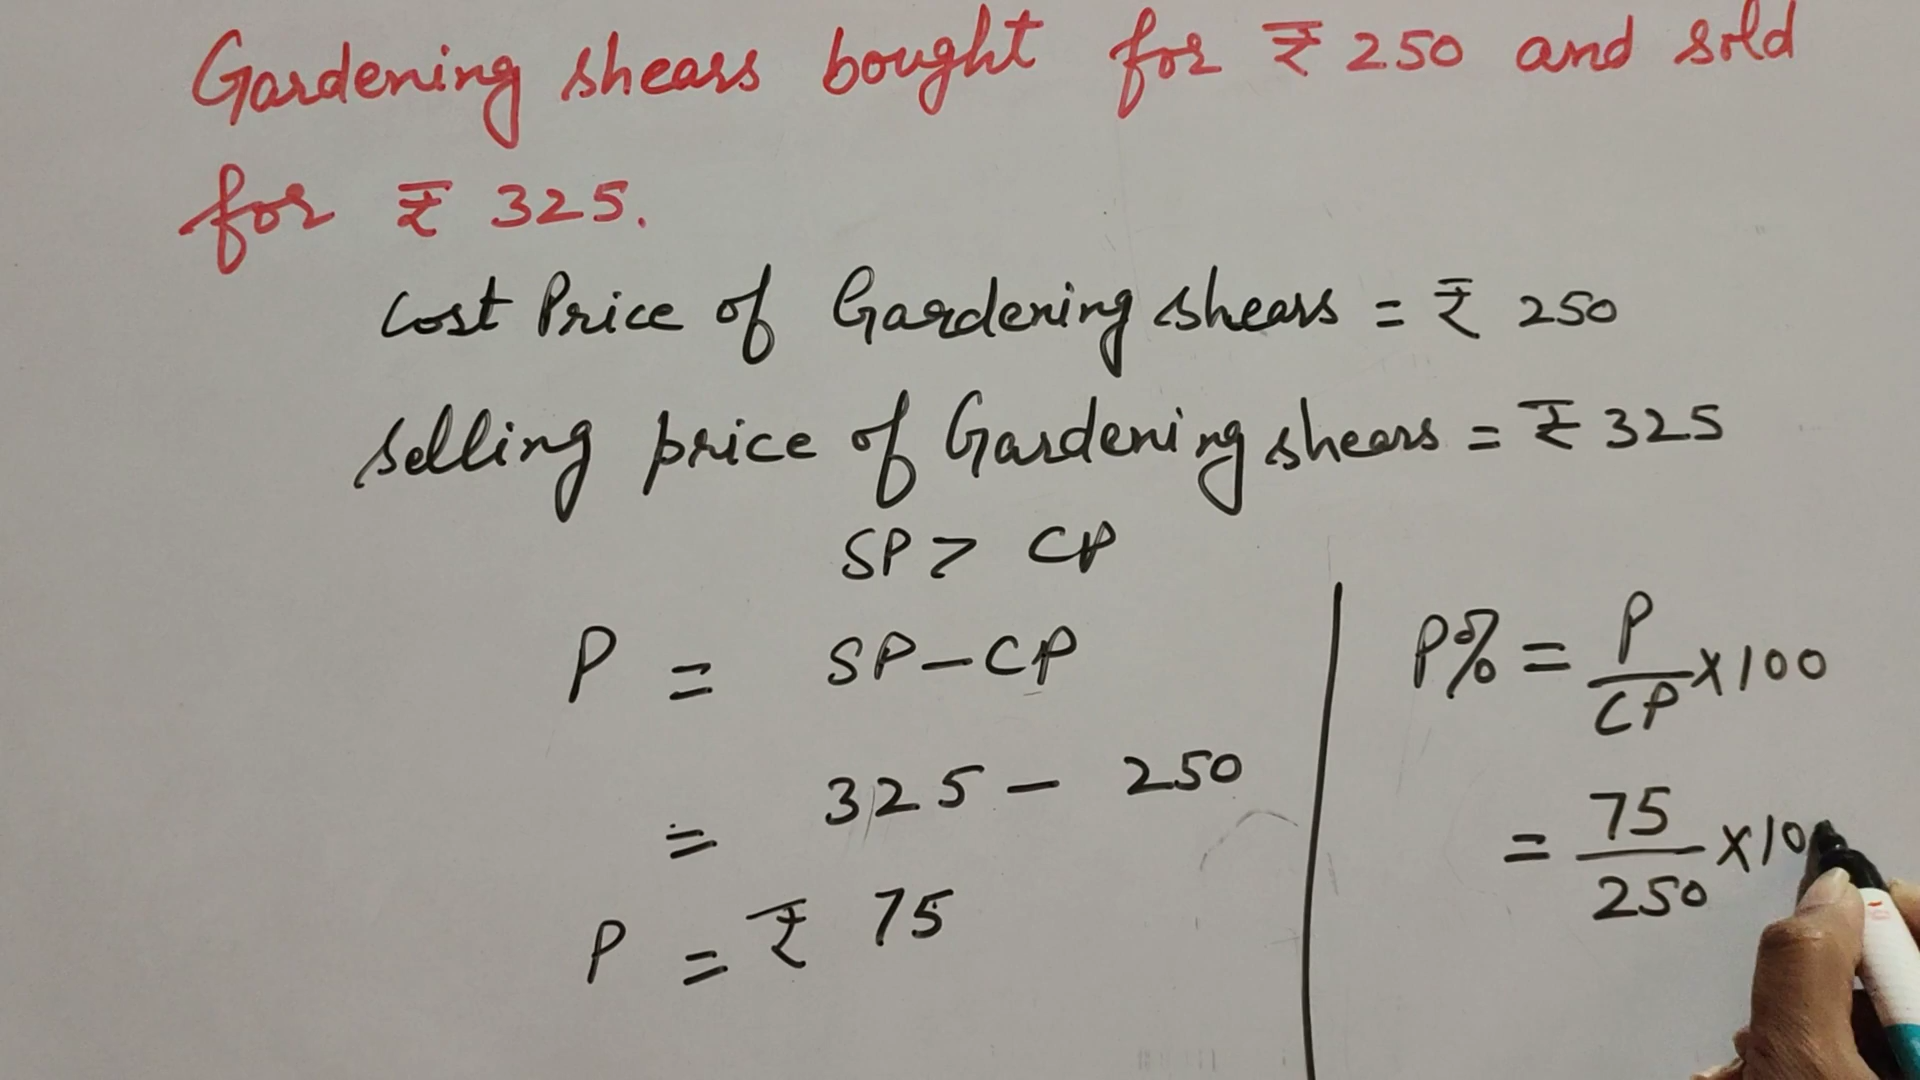 Gardening shears bought for ₹ 250 and sold
for ₹ 325.
Cost Price of Gardening shears = ₹ 250
Selling price of Gardening shears = ₹ 325
SP > CP
P = SP - CP
= 325 - 250
P = ₹ 75
P% = P/CP × 100
= 75/250 × 100